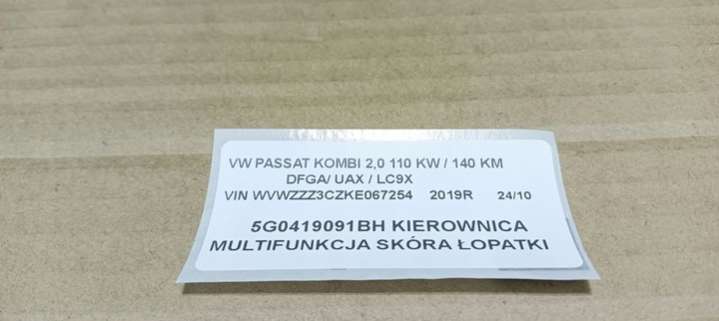 VW PASSAT KOMBI 2,0 110 KW / 140 KM
DFGA/ UAX / LC9X
VIN WVWZZZ3CZKE067254 2019R 24/10
5G0419091BH KIEROWNICA
MULTIFUNKCJA SKÓRA ŁOPATKI